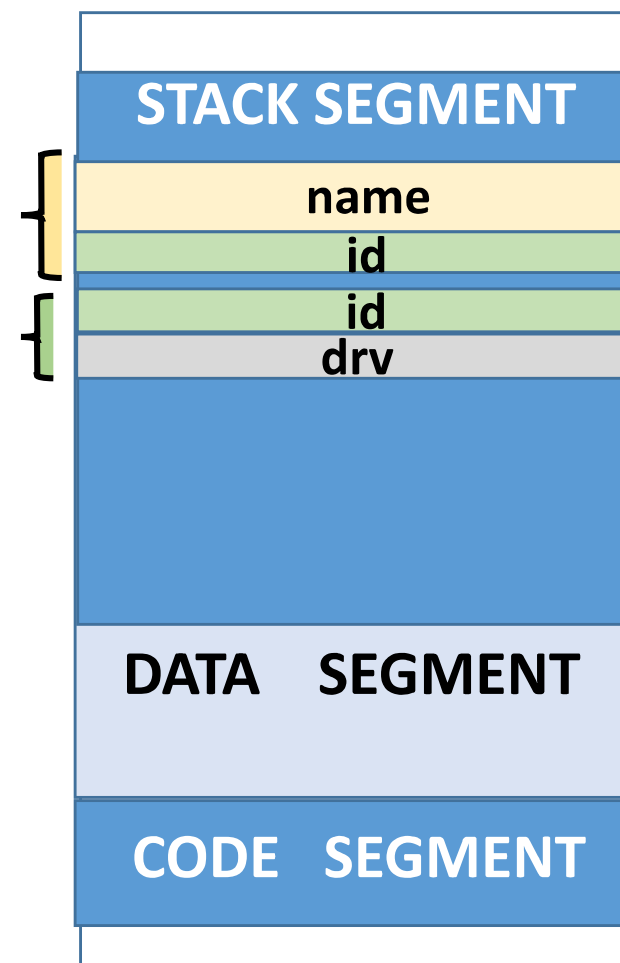 STACK SEGMENT
name
id
id
drv
DATA SEGMENT
CODE SEGMENT